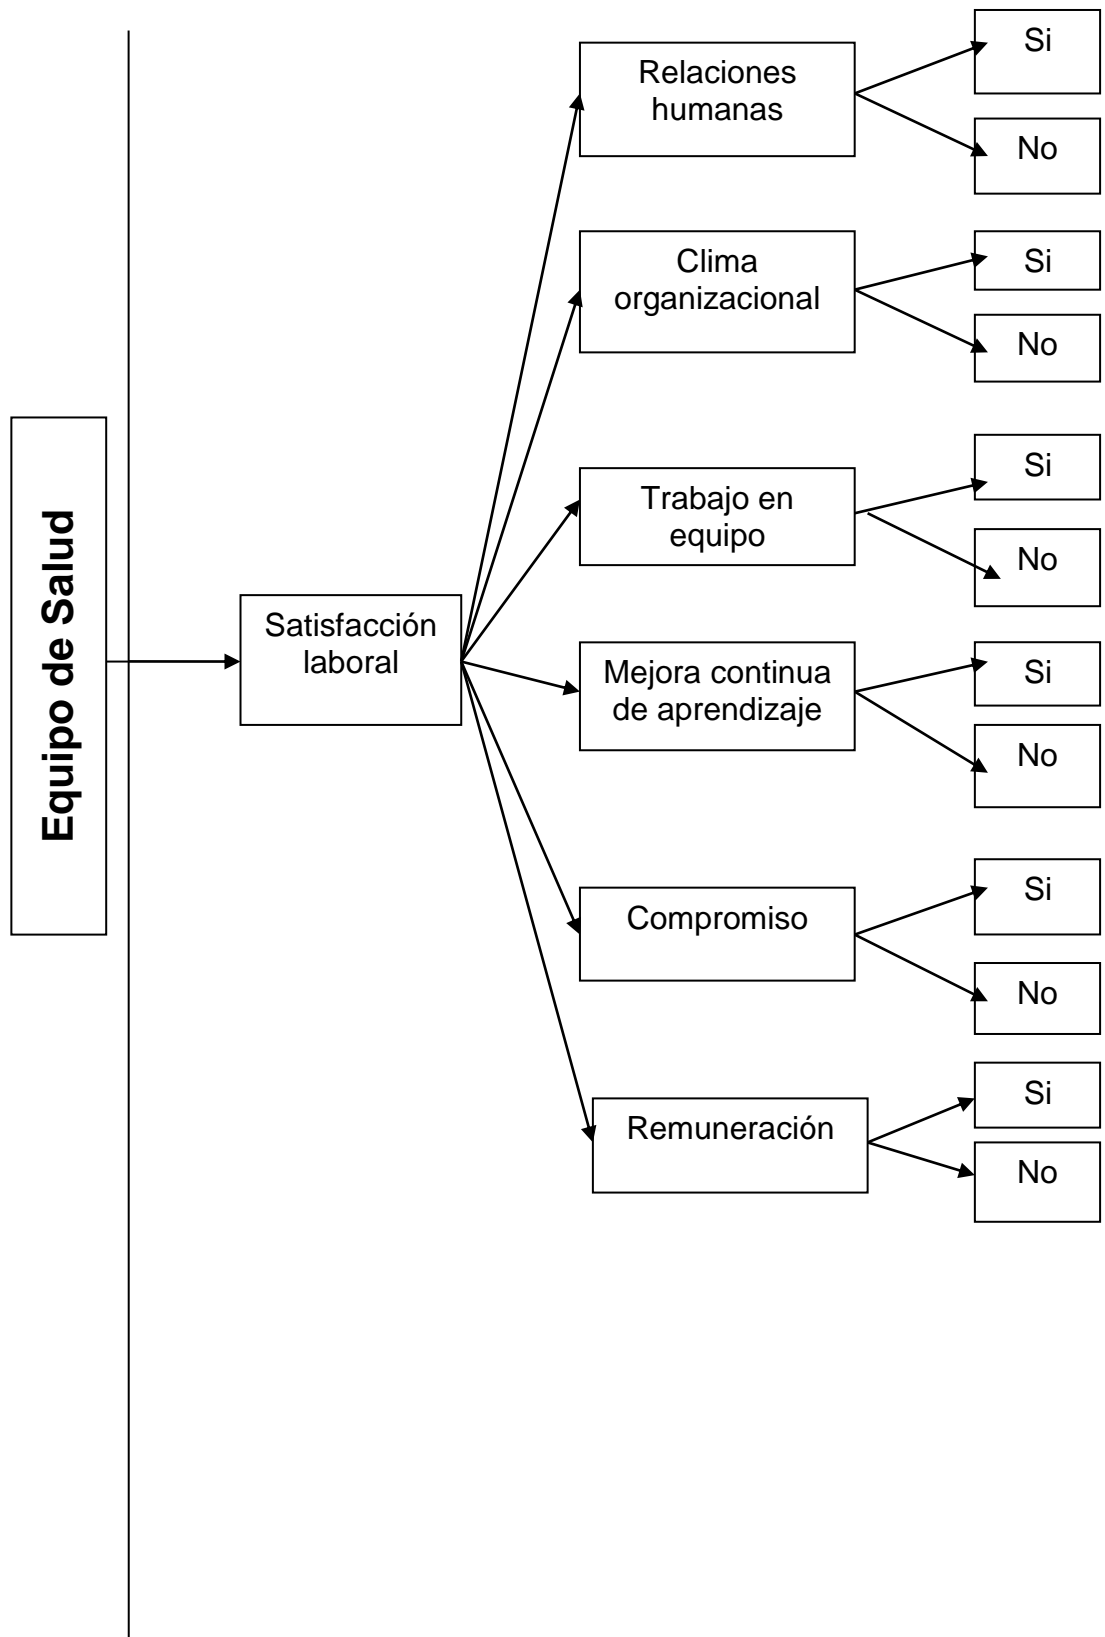 Equipo de Salud
Satisfacción
laboral
Relaciones
humanas
Si
No
Clima
organizacional
Si
No
Trabajo en
equipo
Si
No
Mejora continua
de aprendizaje
Si
No
Compromiso
Si
No
Remuneración
Si
No